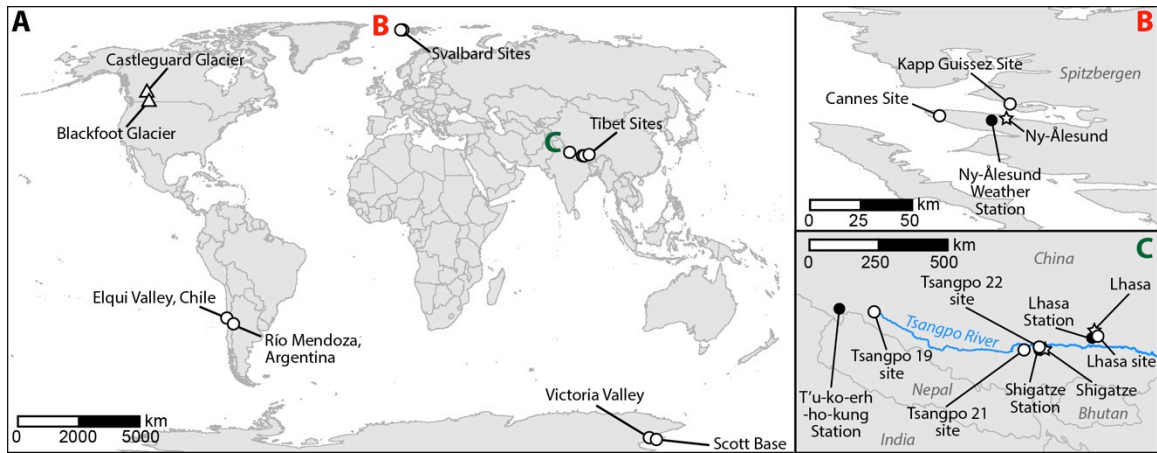 A
B
Castleguard Glacier
Svalbard Sites
Blackfoot Glacier
Tibet Sites
C
Elqui Valley, Chile
Río Mendoza,
Argentina
Victoria Valley
Scott Base
km
0 2000 5000
B
Kapp Guissez Site
Spitzbergen
Cannes Site
Ny-Ålesund
Ny-Ålesund
Weather
Station
km
0 25 50
C
km
0 250 500
China
Tsangpo 22
site
Lhasa
Lhasa
Station
Tsangpo River
Lhasa site
Tsangpo 19
site
Nepal
Shigatze
T'u-ko-erh
-ho-kung
Station
Tsangpo 21
site
Shigatze
Station
Bhutan
India